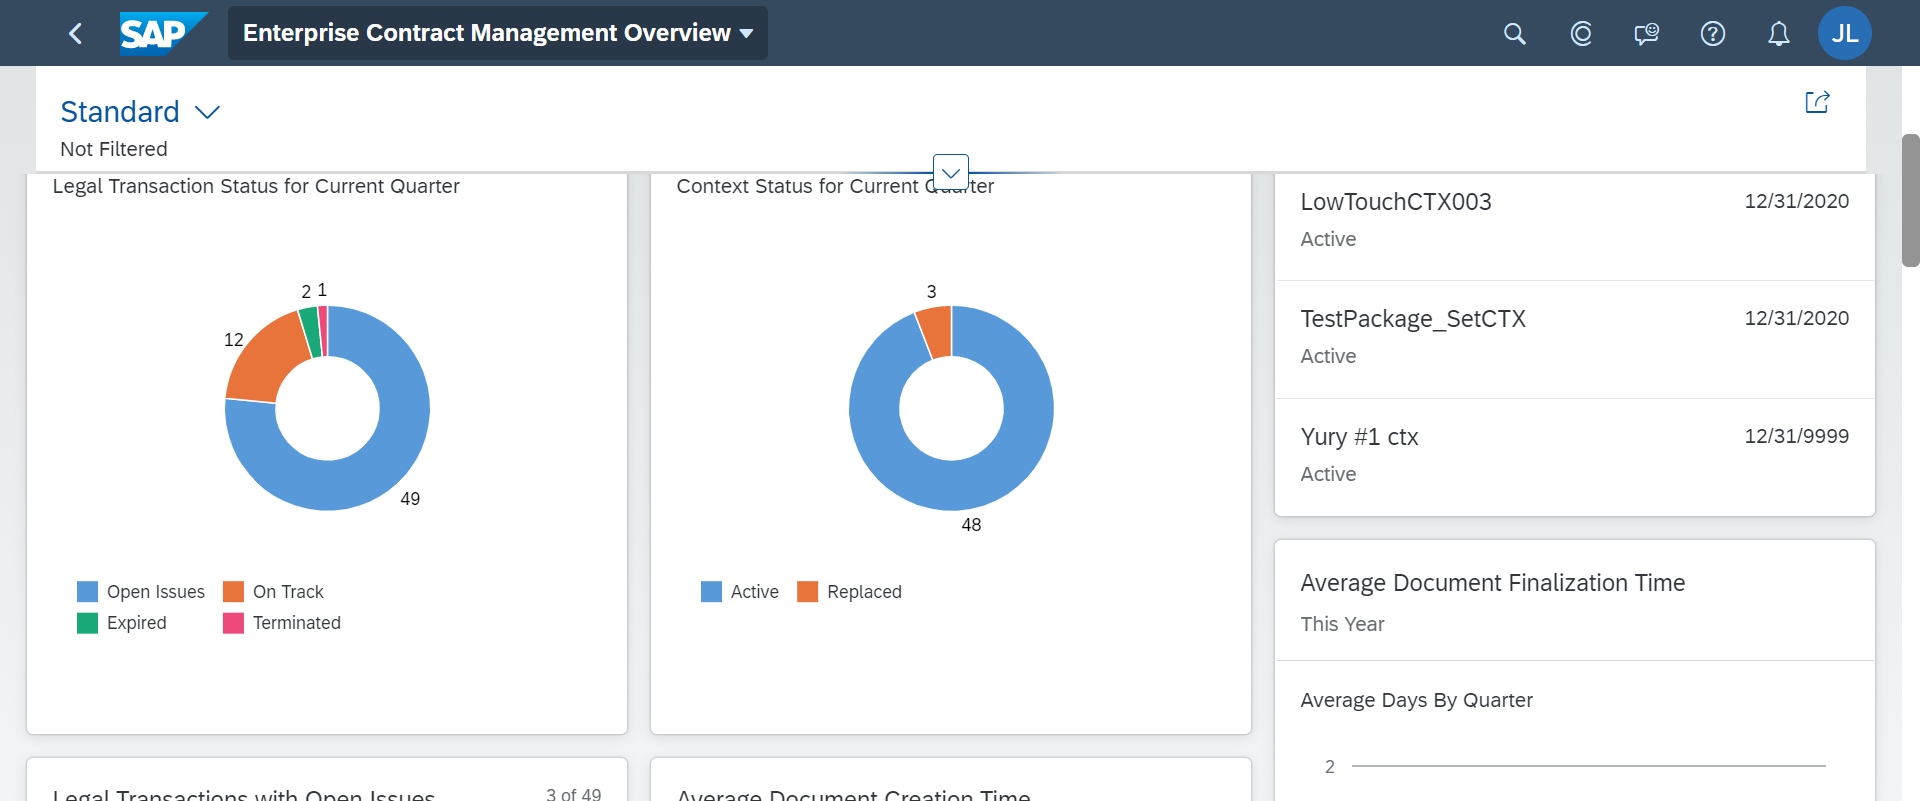 SAP
Enterprise Contract Management Overview
JL
Standard
Not Filtered
Legal Transaction Status for Current Quarter
2 1
12
49
Open Issues
On Track
Expired
Terminated
Context Status for Current Quarter
3
48
Active
Replaced
LowTouchCTX003 12/31/2020
Active
TestPackage_SetCTX 12/31/2020
Active
Yury #1 ctx 12/31/9999
Active
Average Document Finalization Time
This Year
Average Days By Quarter
2
Legal Transactions with Open Issues 3 of 49
Average Document Creation Time